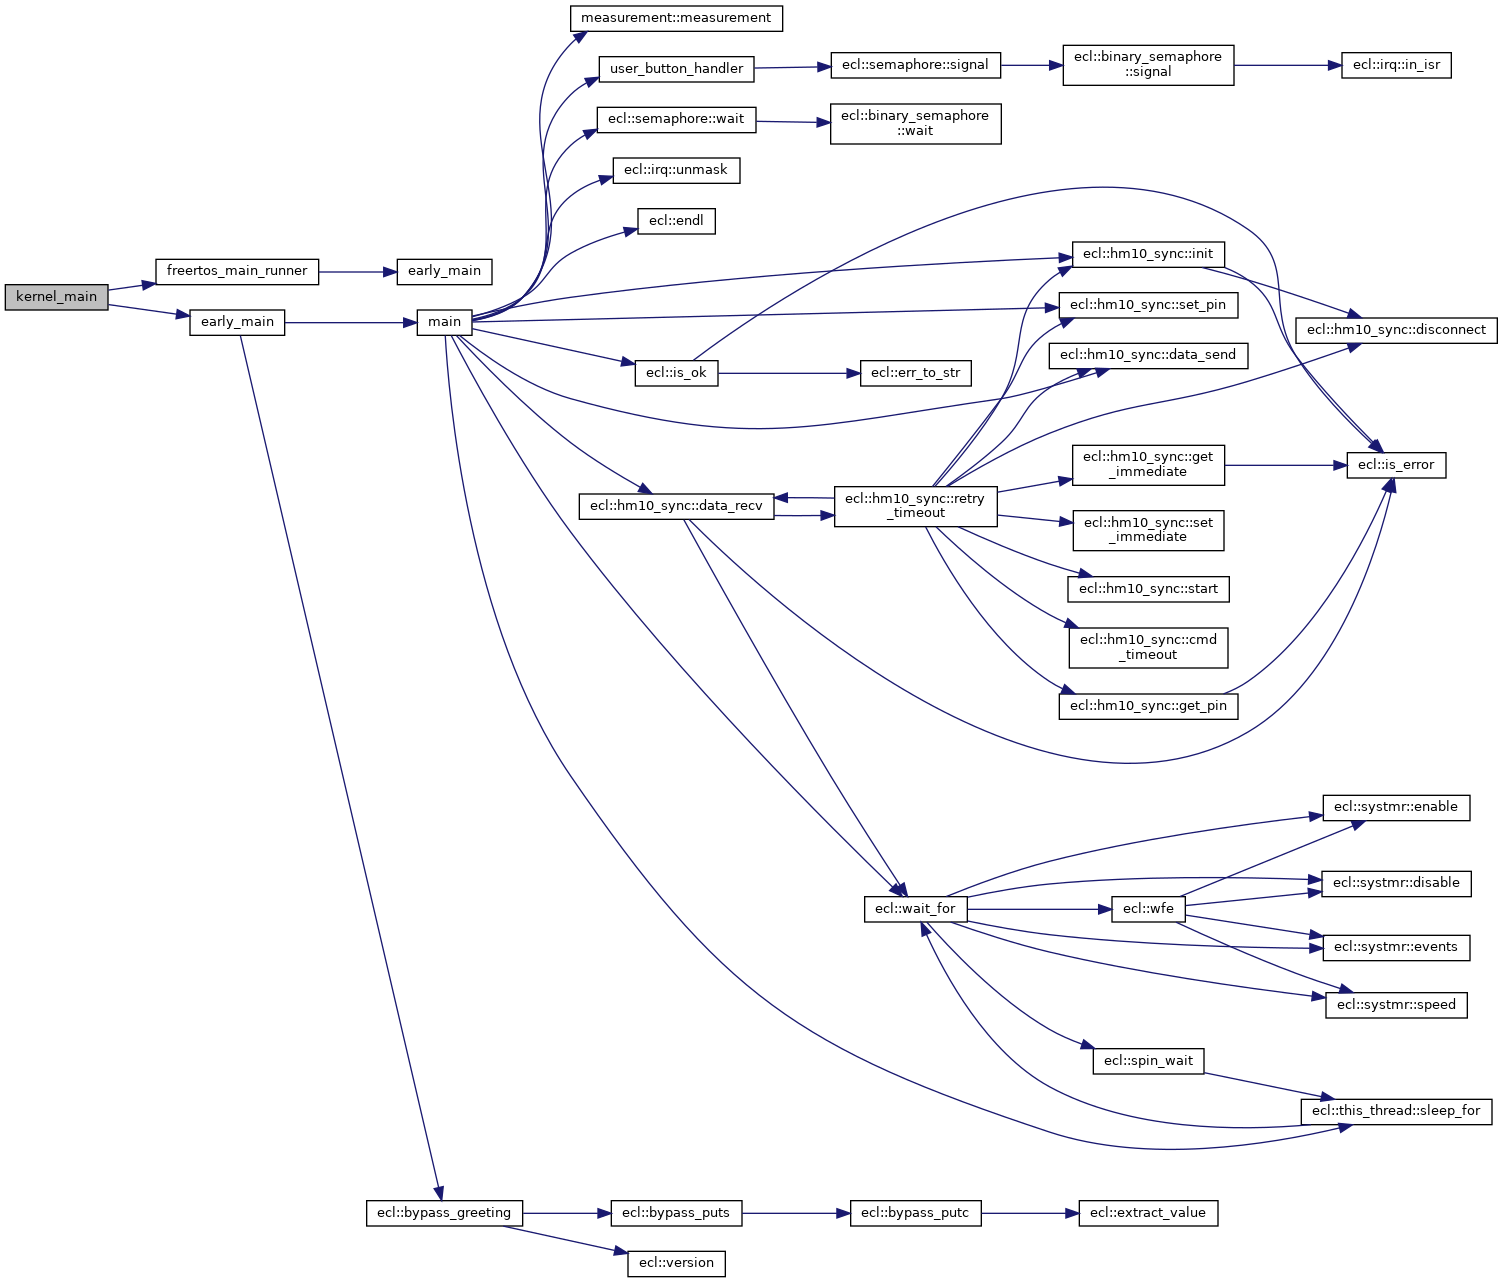 measurement::measurement
user_button_handler
ecl::semaphore::signal
ecl::binary_semaphore
::signal
ecl::irq::in_isr
ecl::semaphore::wait
ecl::binary_semaphore
::wait
ecl::irq::unmask
ecl::endl
freertos_main_runner
early_main
kernel_main
early_main
main
ecl::hm10_sync::init
ecl::hm10_sync::set_pin
ecl::hm10_sync::disconnect
ecl::hm10_sync::data_send
ecl::is_ok
ecl::err_to_str
ecl::hm10_sync::get
_immediate
ecl::is_error
ecl::hm10_sync::data_recv
ecl::hm10_sync::retry
_timeout
ecl::hm10_sync::set
_immediate
ecl::hm10_sync::start
ecl::hm10_sync::cmd
_timeout
ecl::hm10_sync::get_pin
ecl::systmr::enable
ecl::systmr::disable
ecl::wait_for
ecl::wfe
ecl::systmr::events
ecl::systmr::speed
ecl::spin_wait
ecl::this_thread::sleep_for
ecl::bypass_greeting
ecl::bypass_puts
ecl::bypass_putc
ecl::extract_value
ecl::version